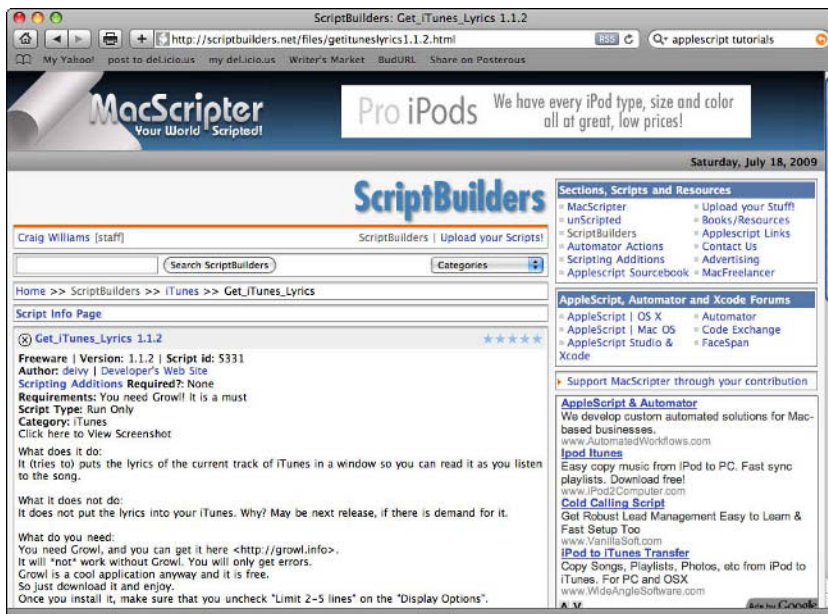 ScriptBuilders: Get_iTunes_Lyrics 1.1.2
http://scriptbuilders.net/files/getituneslyrics1.1.2.html
RSS
applescript tutorials
My Yahoo!
post to del.icio.us
my del.icio.us
Writer's Market
BudURL
Share on Posterous
MacScripter
Your World Scripted!
Pro iPods
We have every iPod type, size and color
all at great, low prices!
Saturday, July 18, 2009
ScriptBuilders
Craig Williams [staff]
ScriptBuilders | Upload your Scripts!
Search ScriptBuilders
Categories
Home >> ScriptBuilders >> iTunes >> Get_iTunes_Lyrics
Script Info Page
Get_iTunes_Lyrics 1.1.2
Freeware | Version: 1.1.2 | Script id: 5331
Author: deivy | Developer's Web Site
Scripting Additions Required?: None
Requirements: You need Growl! It is a must
Script Type: Run Only
Category: iTunes
Click here to View Screenshot
What does it do:
It (tries to) puts the lyrics of the current track of iTunes in a window so you can read it as you listen
to the song.
What it does not do:
It does not put the lyrics into your iTunes. Why? May be next release, if there is demand for it.
What do you need:
You need Growl, and you can get it here <http://growl.info>.
It will *not* work without Growl. You will only get errors.
Growl is a cool application anyway and it is free.
So just download it and enjoy.
Once you install it, make sure that you uncheck "Limit 2-5 lines" on the "Display Options".
Sections, Scripts and Resources
MacScripter
unScripted
ScriptBuilders
Automator Actions
Scripting Additions
Applescript Sourcebook
Upload your Stuff!
Books/Resources
Applescript Links
Contact Us
Advertising
MacFreelancer
AppleScript, Automator and Xcode Forums
AppleScript | OS X
AppleScript | Mac OS
AppleScript Studio &
Xcode
Automator
Code Exchange
FaceSpan
Support MacScripter through your contribution
AppleScript & Automator
We develop custom automated solutions for Mac-
based businesses.
www.AutomatedWorkflows.com
Ipod Itunes
Easy copy music from iPod to PC. Fast sync
playlists. Download free!
www.iPod2Computer.com
Cold Calling Script
Get Robust Lead Management Easy to Learn &
Fast Setup Too
www.VanillaSoft.com
iPod to iTunes Transfer
Copy Songs, Playlists, Photos, etc from iPod to
iTunes. For PC and OSX
www.WideAngleSoftware.com
Ads by Google